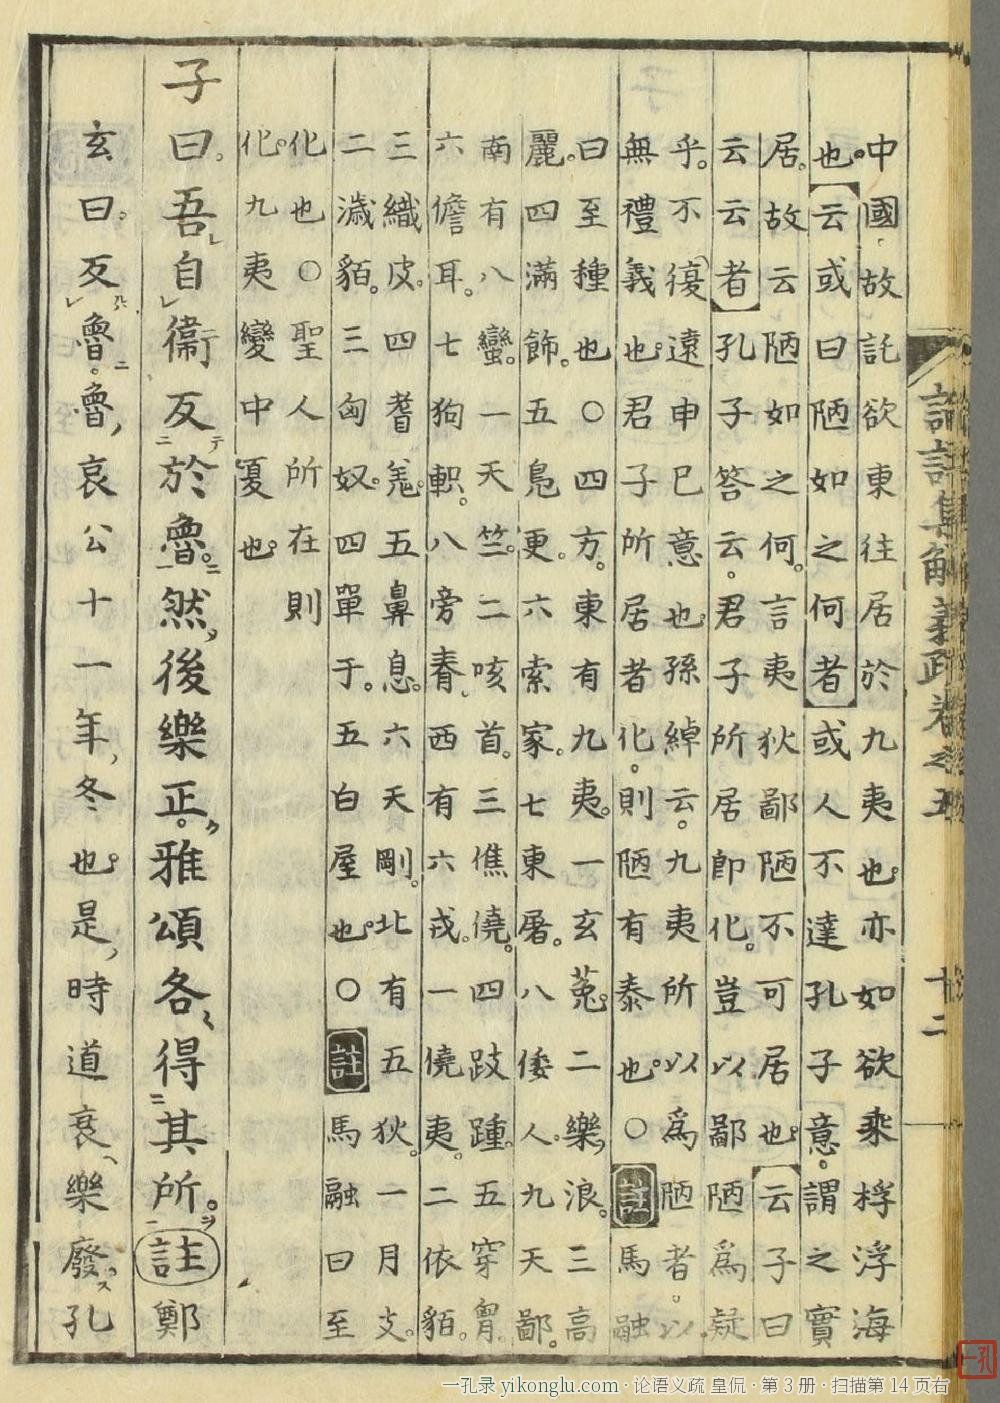 論語集解義疏卷之五 十二
中國故託欲東往居於九夷也。亦如欲乘桴浮海
也。云或曰陋如之何者或人不達孔子意。謂之實
居。故云陋如之何。言夷狄鄙陋不可居也。云子曰
云云者孔子答云。君子所居即化。豈以鄙陋爲疑
乎。不復遠申已意也。孫綽云。九夷所以爲陋者。以
無禮義也。君子所居者化。則陋有泰也。○註馬融
曰至種也○四方。東有九夷。一玄菟。二樂浪。三高
麗。四滿飾。五鳧更。六索家。七東屠。八倭人。九天鄙。
南有八蠻。一天竺。二咳首。三僬僥。四跂踵。五穿胷
六儋耳。七狗軹。八旁脊。西有六戎。一僥夷。二依貊。
三織皮。四耆羌。五鼻息。六天剛。北有五狄。一月支。
二濊貊。三匈奴。四單于。五白屋也。○註馬融曰至
化也○聖人所在則
化。九夷變中夏也。
子曰。吾自衞反於魯。然後樂正。雅頌各得其所。註鄭
玄曰。反魯。魯哀公十一年冬也。是時道衰樂廢孔
一孔
一孔录 yikonglu.com · 论语义疏 皇侃 · 第 3 册 · 扫描第 14 页右